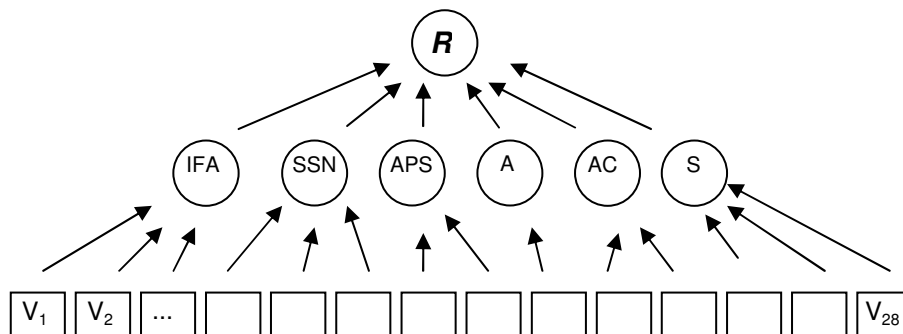 R
IFA SSN APS A AC S
V₁ V₂ ... V₂₈